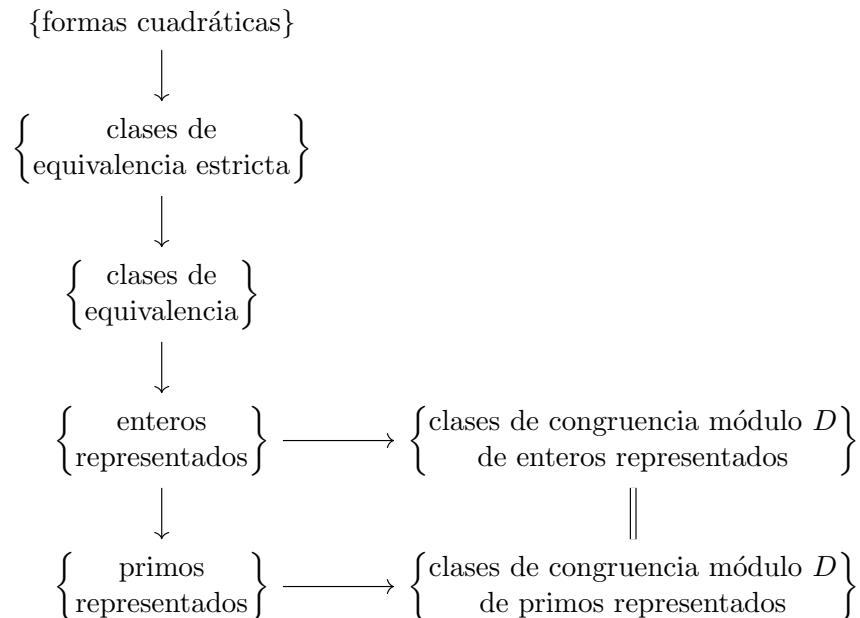 {formas cuadráticas}
clases de
equivalencia estricta
clases de
equivalencia
enteros
representados
clases de congruencia módulo D
de enteros representados
primos
representados
clases de congruencia módulo D
de primos representados